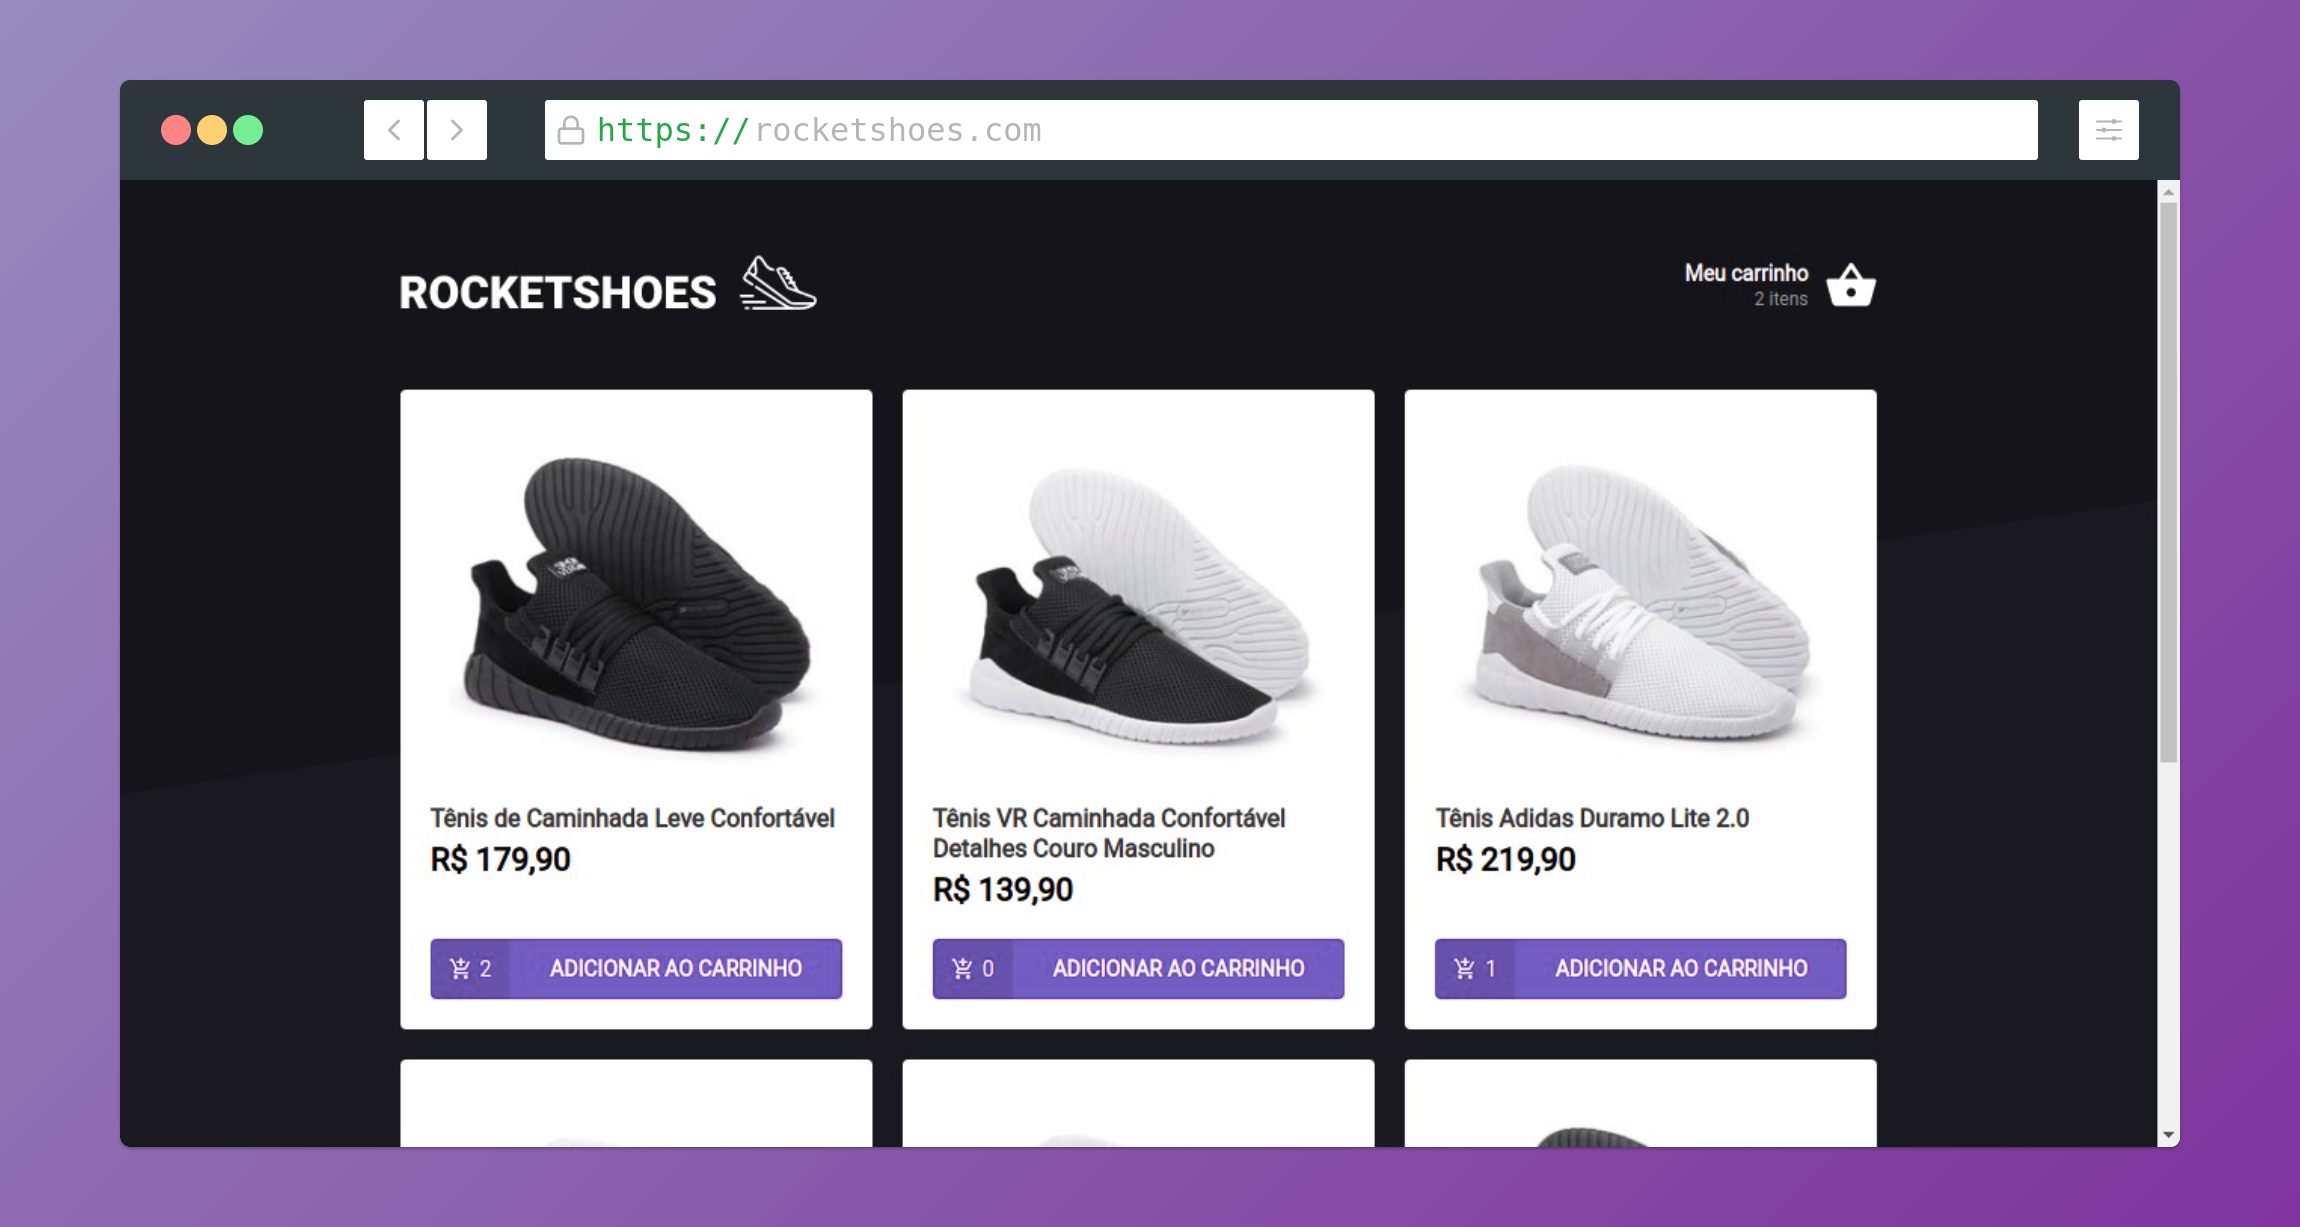 https://rocketshoes.com
ROCKETSHOES
Meu carrinho
2 itens
Tênis de Caminhada Leve Confortável
R$ 179,90
2 ADICIONAR AO CARRINHO
Tênis VR Caminhada Confortável
Detalhes Couro Masculino
R$ 139,90
0 ADICIONAR AO CARRINHO
Tênis Adidas Duramo Lite 2.0
R$ 219,90
1 ADICIONAR AO CARRINHO